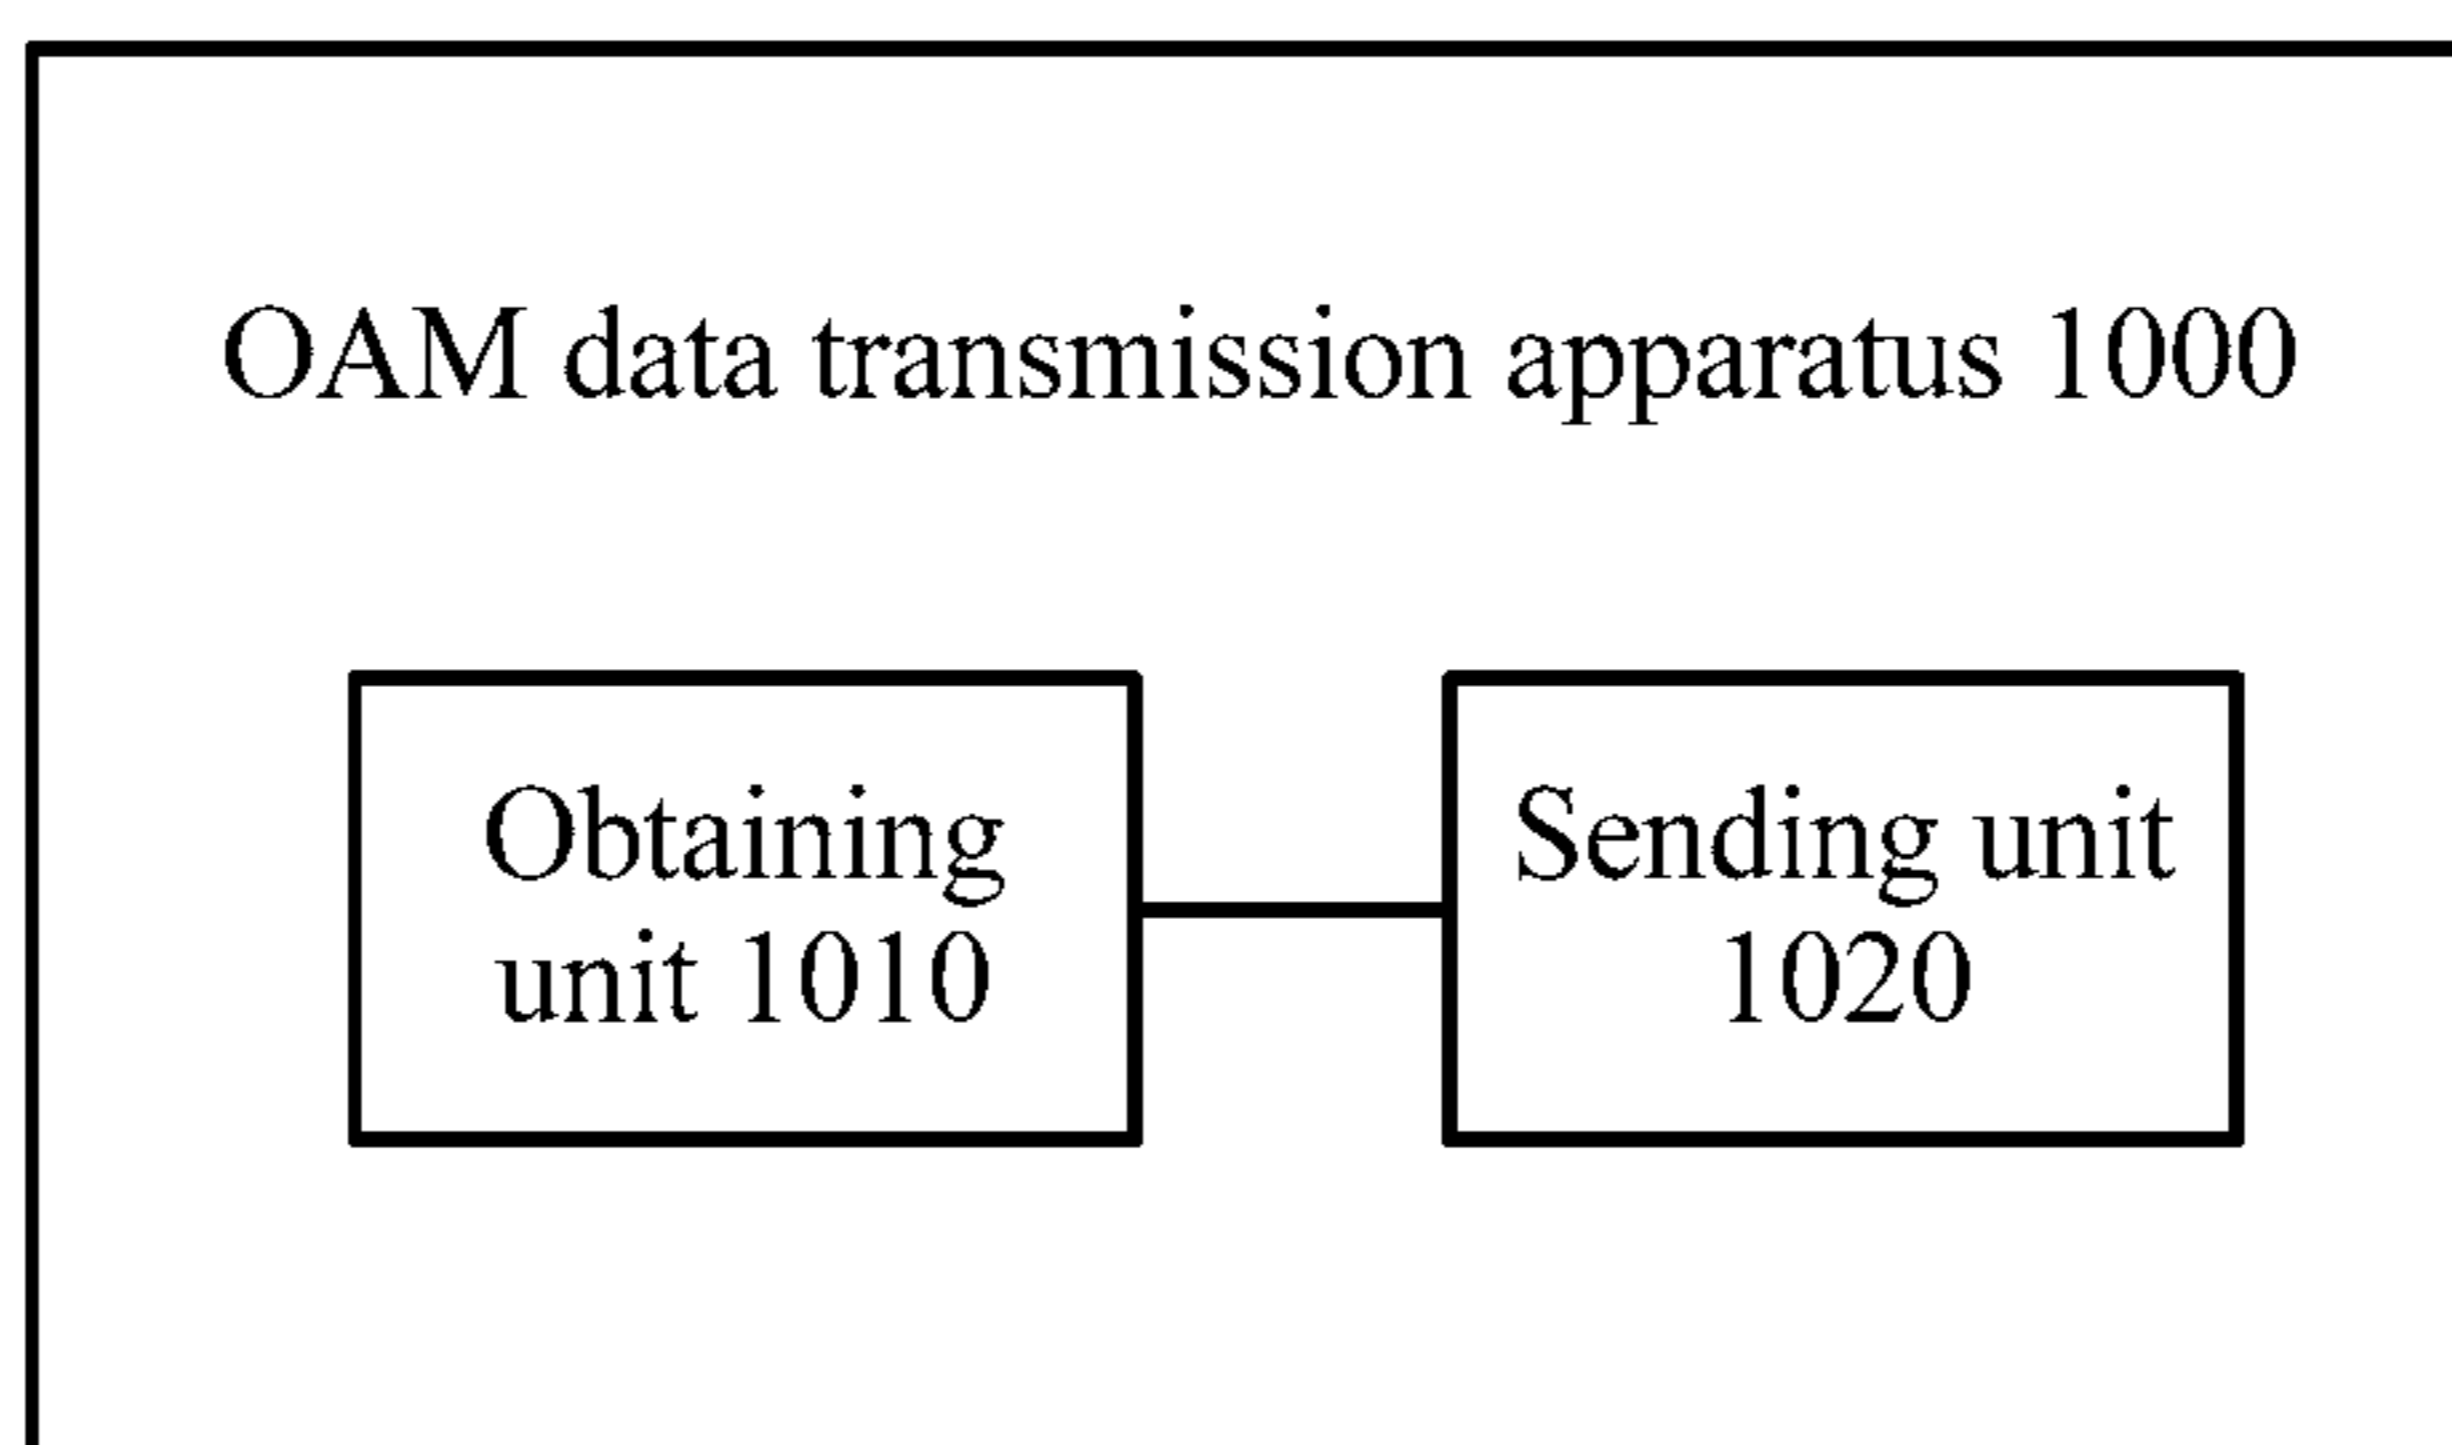 OAM data transmission apparatus 1000
Obtaining
unit 1010
Sending unit
1020